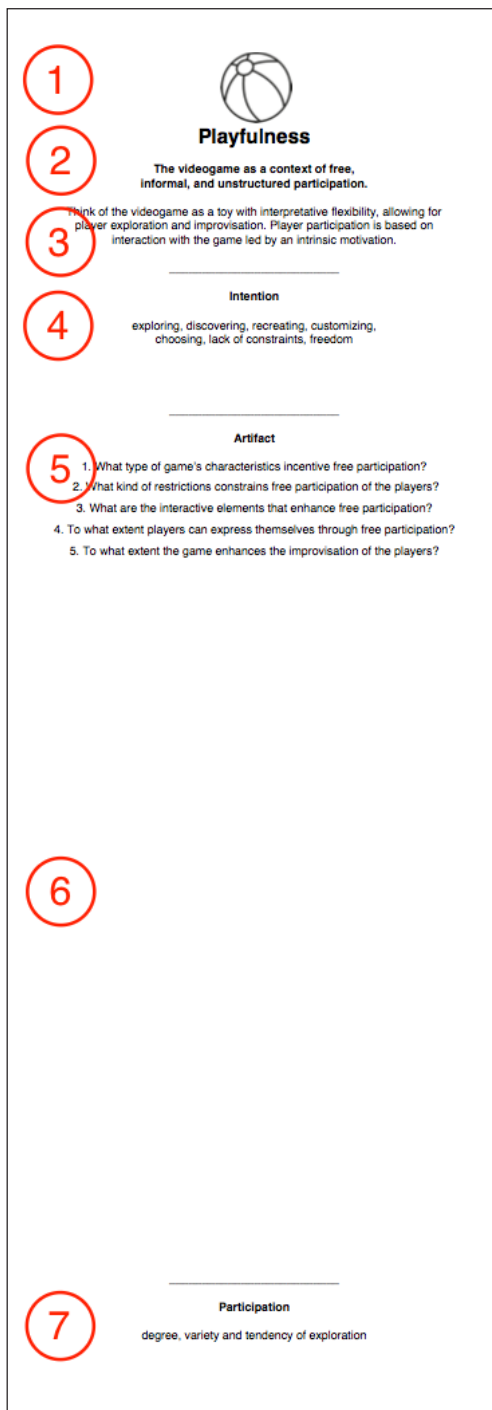 1
Playfulness
2
The videogame as a context of free,
informal, and unstructured participation.
3
Think of the videogame as a toy with interpretative flexibility, allowing for
player exploration and improvisation. Player participation is based on
interaction with the game led by an intrinsic motivation.
Intention
4
exploring, discovering, recreating, customizing,
choosing, lack of constraints, freedom
Artifact
5
1. What type of game's characteristics incentive free participation?
2. What kind of restrictions constrains free participation of the players?
3. What are the interactive elements that enhance free participation?
4. To what extent players can express themselves through free participation?
5. To what extent the game enhances the improvisation of the players?
6
Participation
7
degree, variety and tendency of exploration